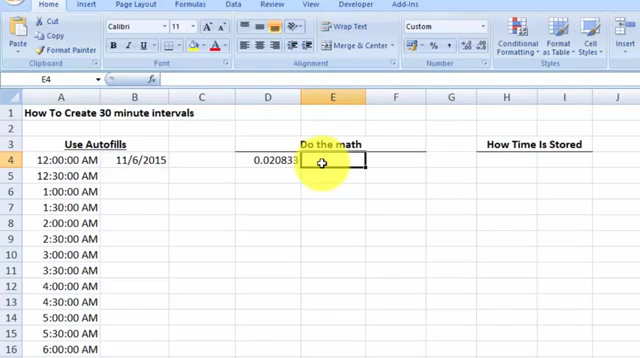 Home Insert Page Layout Formulas Data Review View Developer Add-Ins
Cut
Copy
Format Painter
Paste
Clipboard
Calibri 11
B I U
Font
Wrap Text
Merge & Center
Alignment
Custom
$ % ,
Number
Conditional Formatting
Format as Table
Cell Styles
Styles
E4 fx
A B C D E F G H I J
1 How To Create 30 minute intervals
2
3 Use Autofills Do the math How Time Is Stored
4 12:00:00 AM 11/6/2015 0.020833
5 12:30:00 AM
6 1:00:00 AM
7 1:30:00 AM
8 2:00:00 AM
9 2:30:00 AM
10 3:00:00 AM
11 3:30:00 AM
12 4:00:00 AM
13 4:30:00 AM
14 5:00:00 AM
15 5:30:00 AM
16 6:00:00 AM